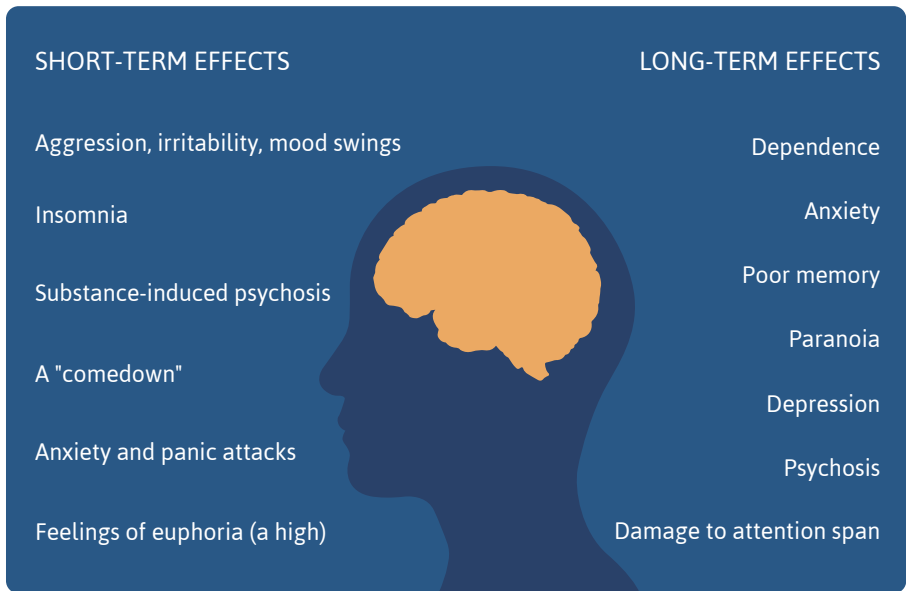 SHORT-TERM EFFECTS
Aggression, irritability, mood swings
Insomnia
Substance-induced psychosis
A "comedown"
Anxiety and panic attacks
Feelings of euphoria (a high)
LONG-TERM EFFECTS
Dependence
Anxiety
Poor memory
Paranoia
Depression
Psychosis
Damage to attention span